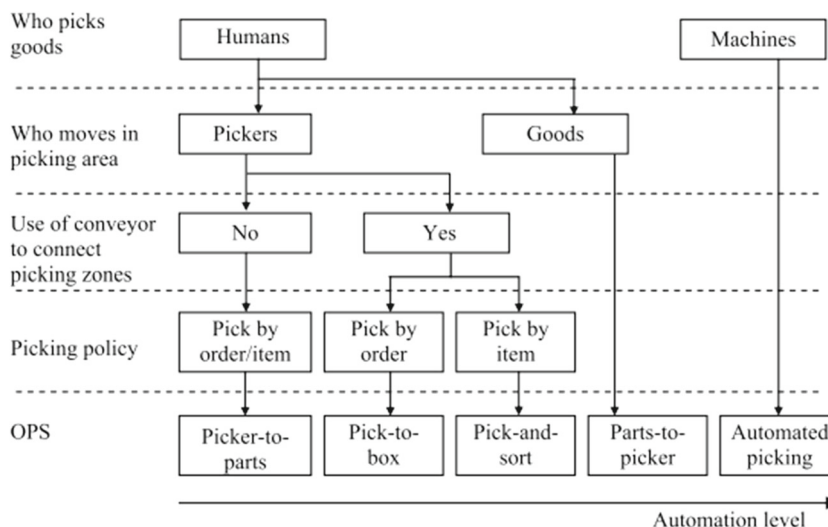 Who picks
goods
Humans
Machines
Who moves in
picking area
Pickers
Goods
Use of conveyor
to connect
picking zones
No
Yes
Picking policy
Pick by
order/item
Pick by
order
Pick by
item
OPS
Picker-to-
parts
Pick-to-
box
Pick-and-
sort
Parts-to-
picker
Automated
picking
Automation level